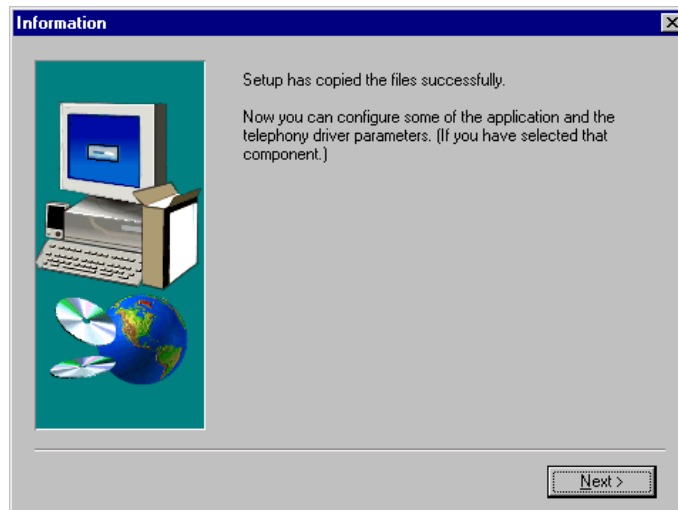 Information
Setup has copied the files successfully.
Now you can configure some of the application and the
telephony driver parameters. (If you have selected that
component.)
Next >